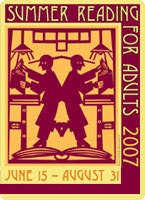 SUMMER READING
FOR ADULTS 2007
JUNE 15 – AUGUST 31